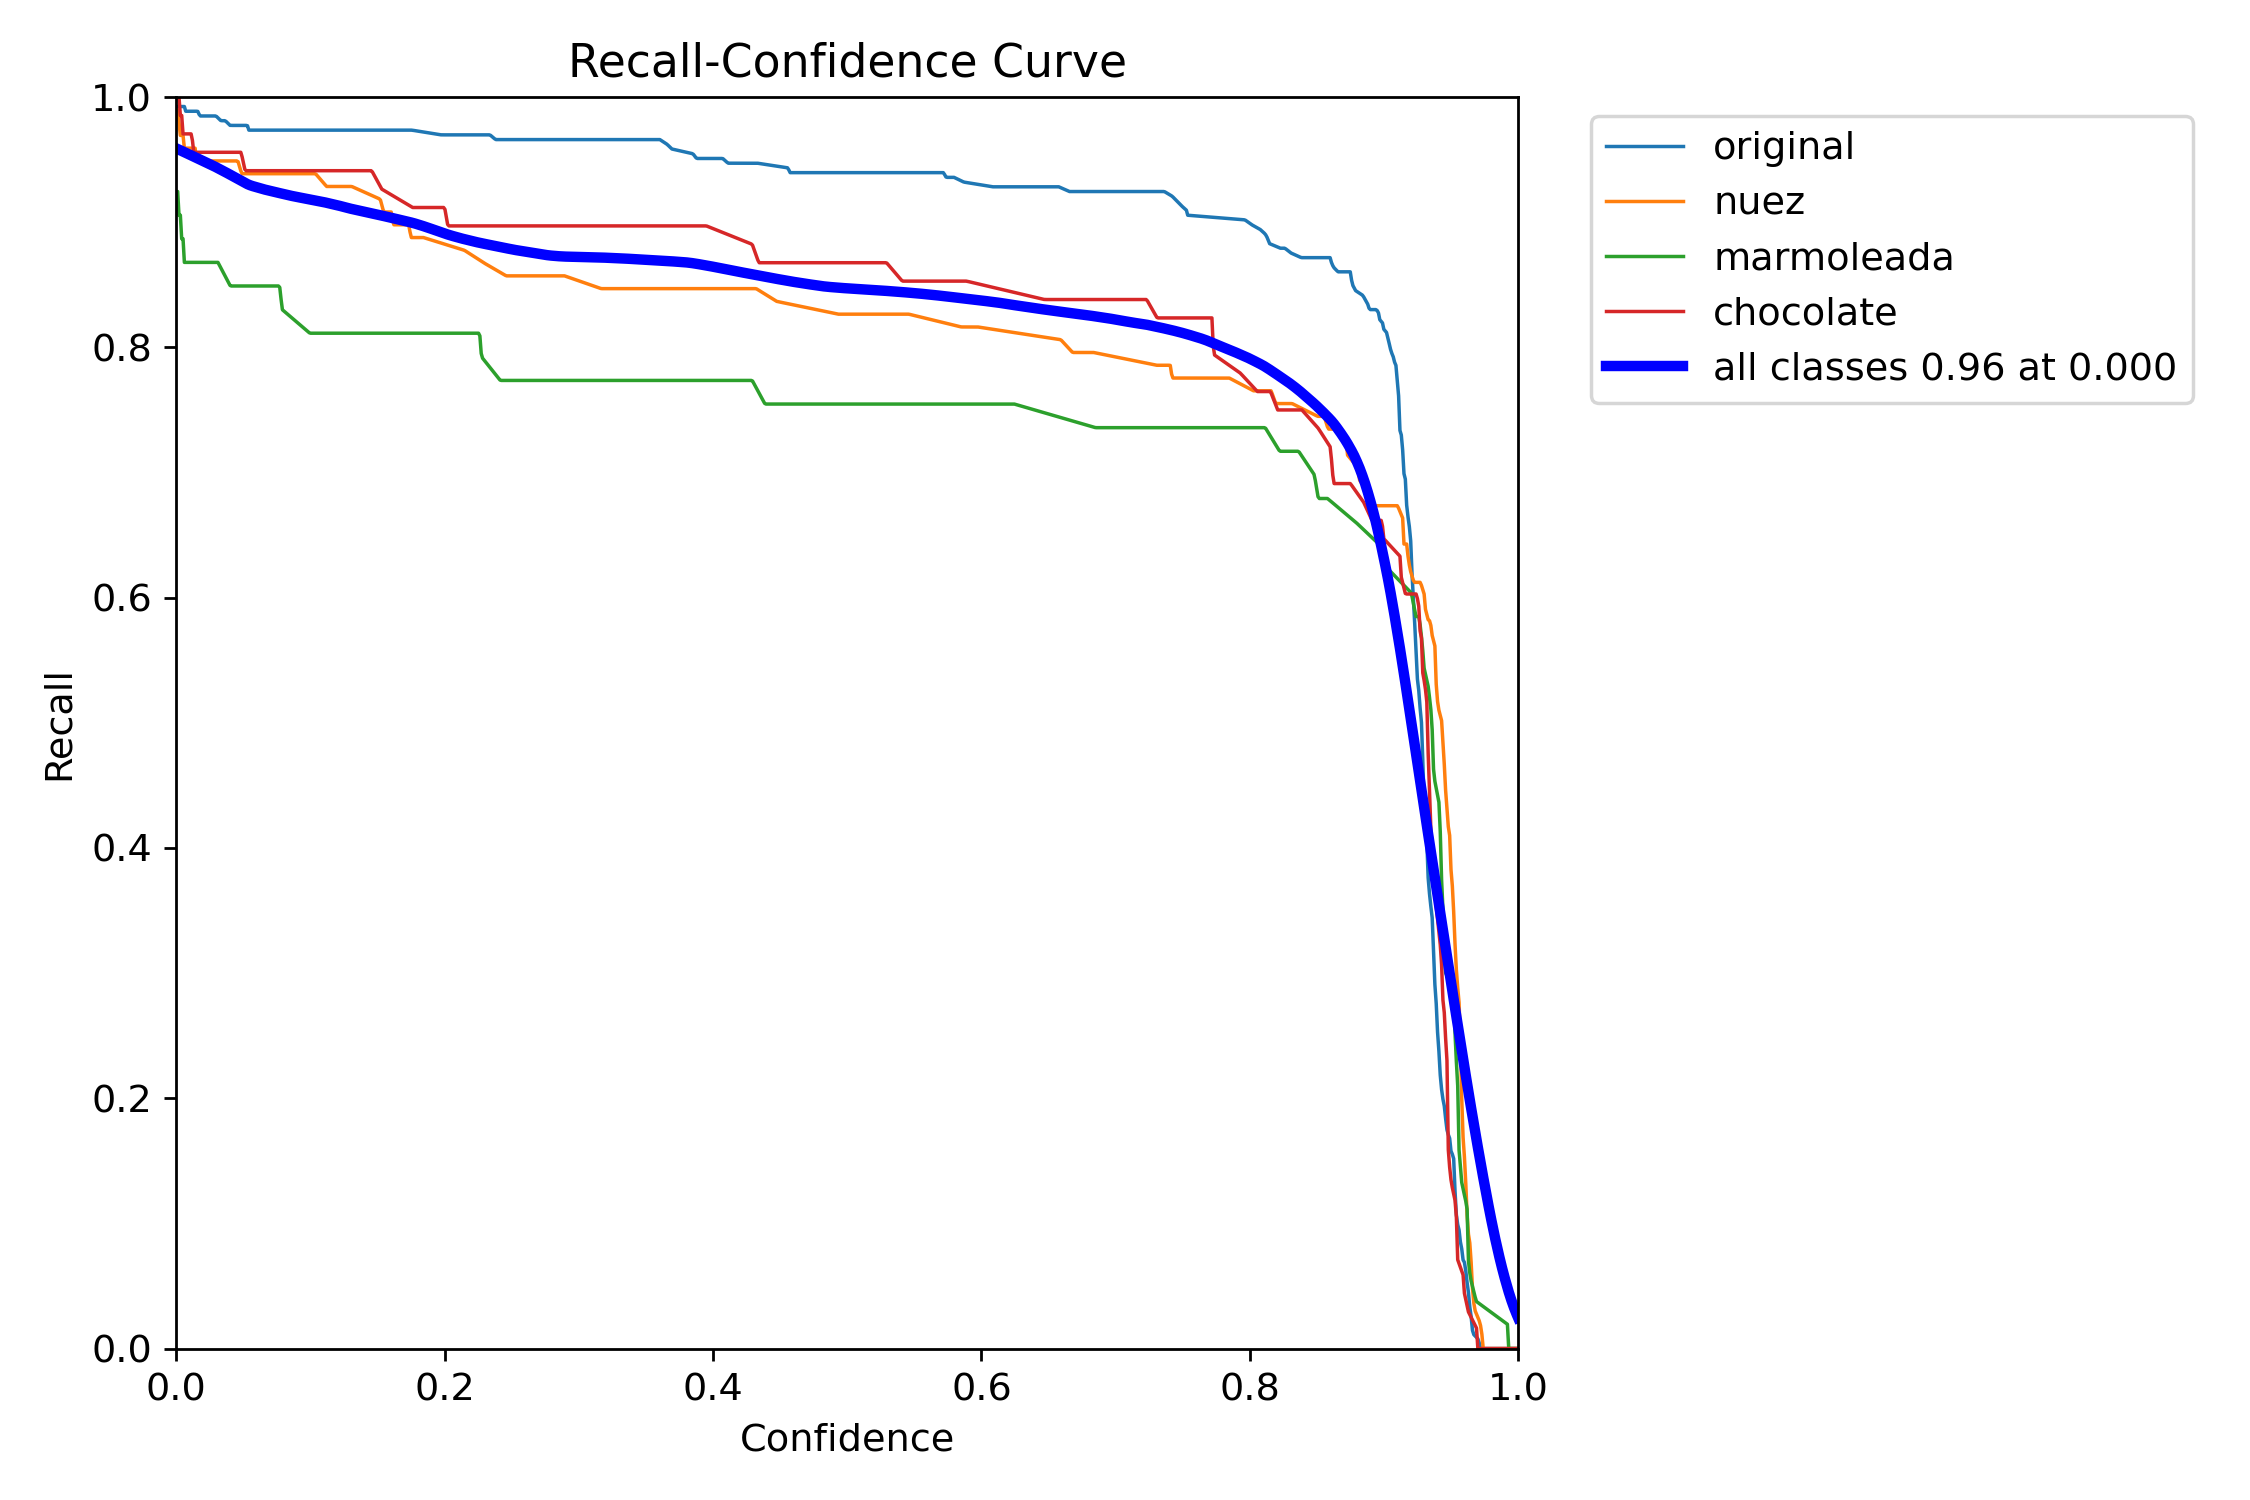 Recall-Confidence Curve
1.0
0.8
0.6
0.4
0.2
0.0
Recall
0.0 0.2 0.4 0.6 0.8 1.0
Confidence
original
nuez
marmoleada
chocolate
all classes 0.96 at 0.000